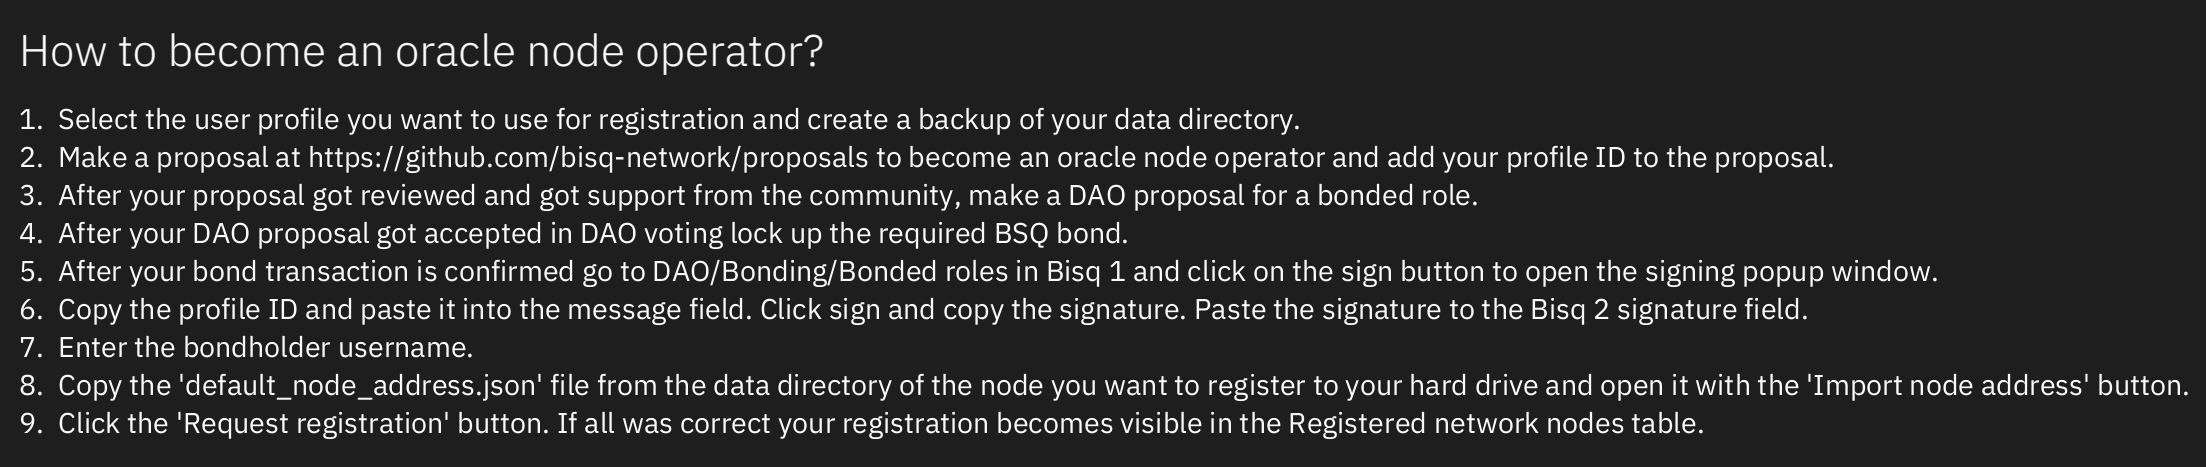 How to become an oracle node operator?
1. Select the user profile you want to use for registration and create a backup of your data directory.
2. Make a proposal at https://github.com/bisq-network/proposals to become an oracle node operator and add your profile ID to the proposal.
3. After your proposal got reviewed and got support from the community, make a DAO proposal for a bonded role.
4. After your DAO proposal got accepted in DAO voting lock up the required BSQ bond.
5. After your bond transaction is confirmed go to DAO/Bonding/Bonded roles in Bisq 1 and click on the sign button to open the signing popup window.
6. Copy the profile ID and paste it into the message field. Click sign and copy the signature. Paste the signature to the Bisq 2 signature field.
7. Enter the bondholder username.
8. Copy the 'default_node_address.json' file from the data directory of the node you want to register to your hard drive and open it with the 'Import node address' button.
9. Click the 'Request registration' button. If all was correct your registration becomes visible in the Registered network nodes table.